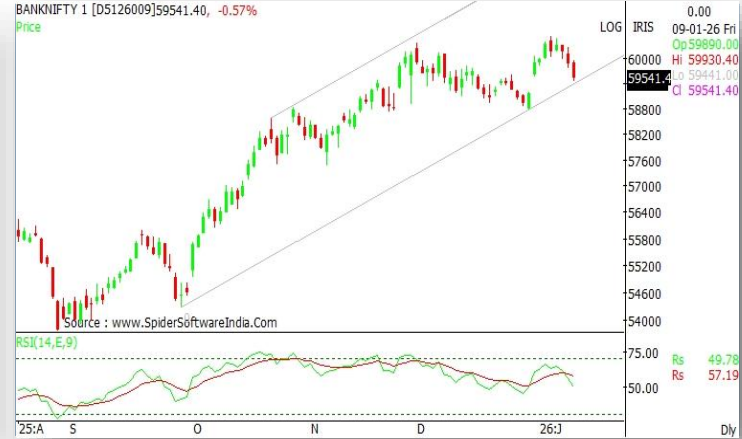 BANKNIFTY 1 [D5126009]59541.40, -0.57%
Price
LOG
IRIS
0.00
09-01-26 Fri
Op59890.00
Hi 59930.40
Lo 59441.00
Cl 59541.40
60000
59541.4
58800
58200
57600
57000
56400
55800
55200
54600
54000
Source : www.SpiderSoftwareIndia.Com
RSI(14,E,9)
75.00
50.00
Rs 49.78
Rs 57.19
'25:A S O N D 26:J Dly